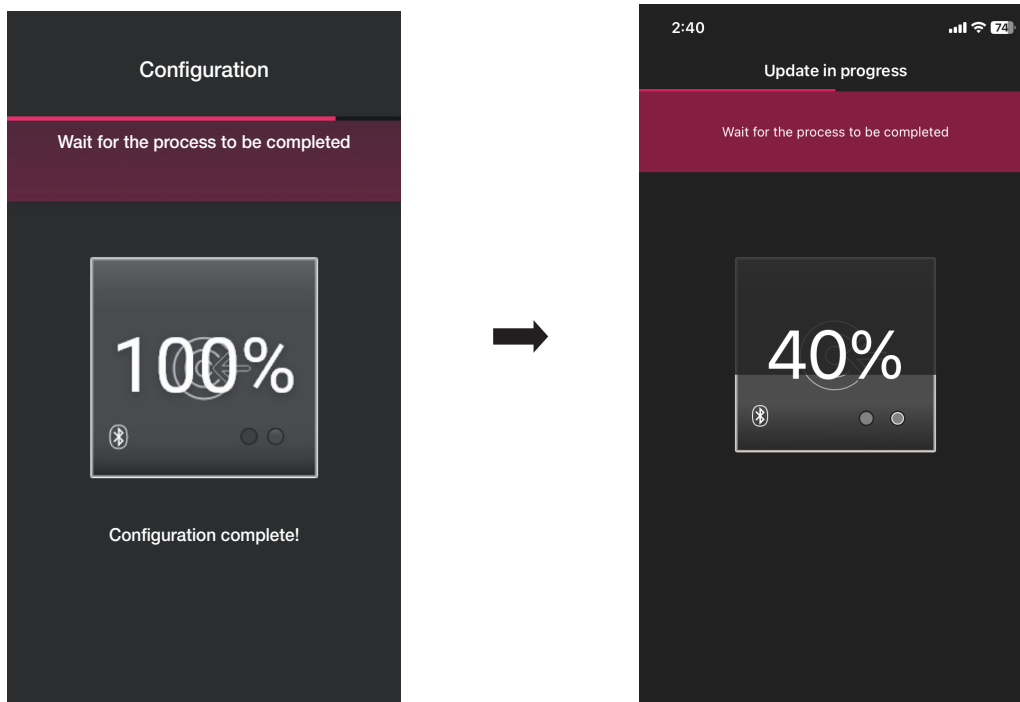 Configuration
Wait for the process to be completed
100%
Configuration complete!
2:40
74
Update in progress
Wait for the process to be completed
40%